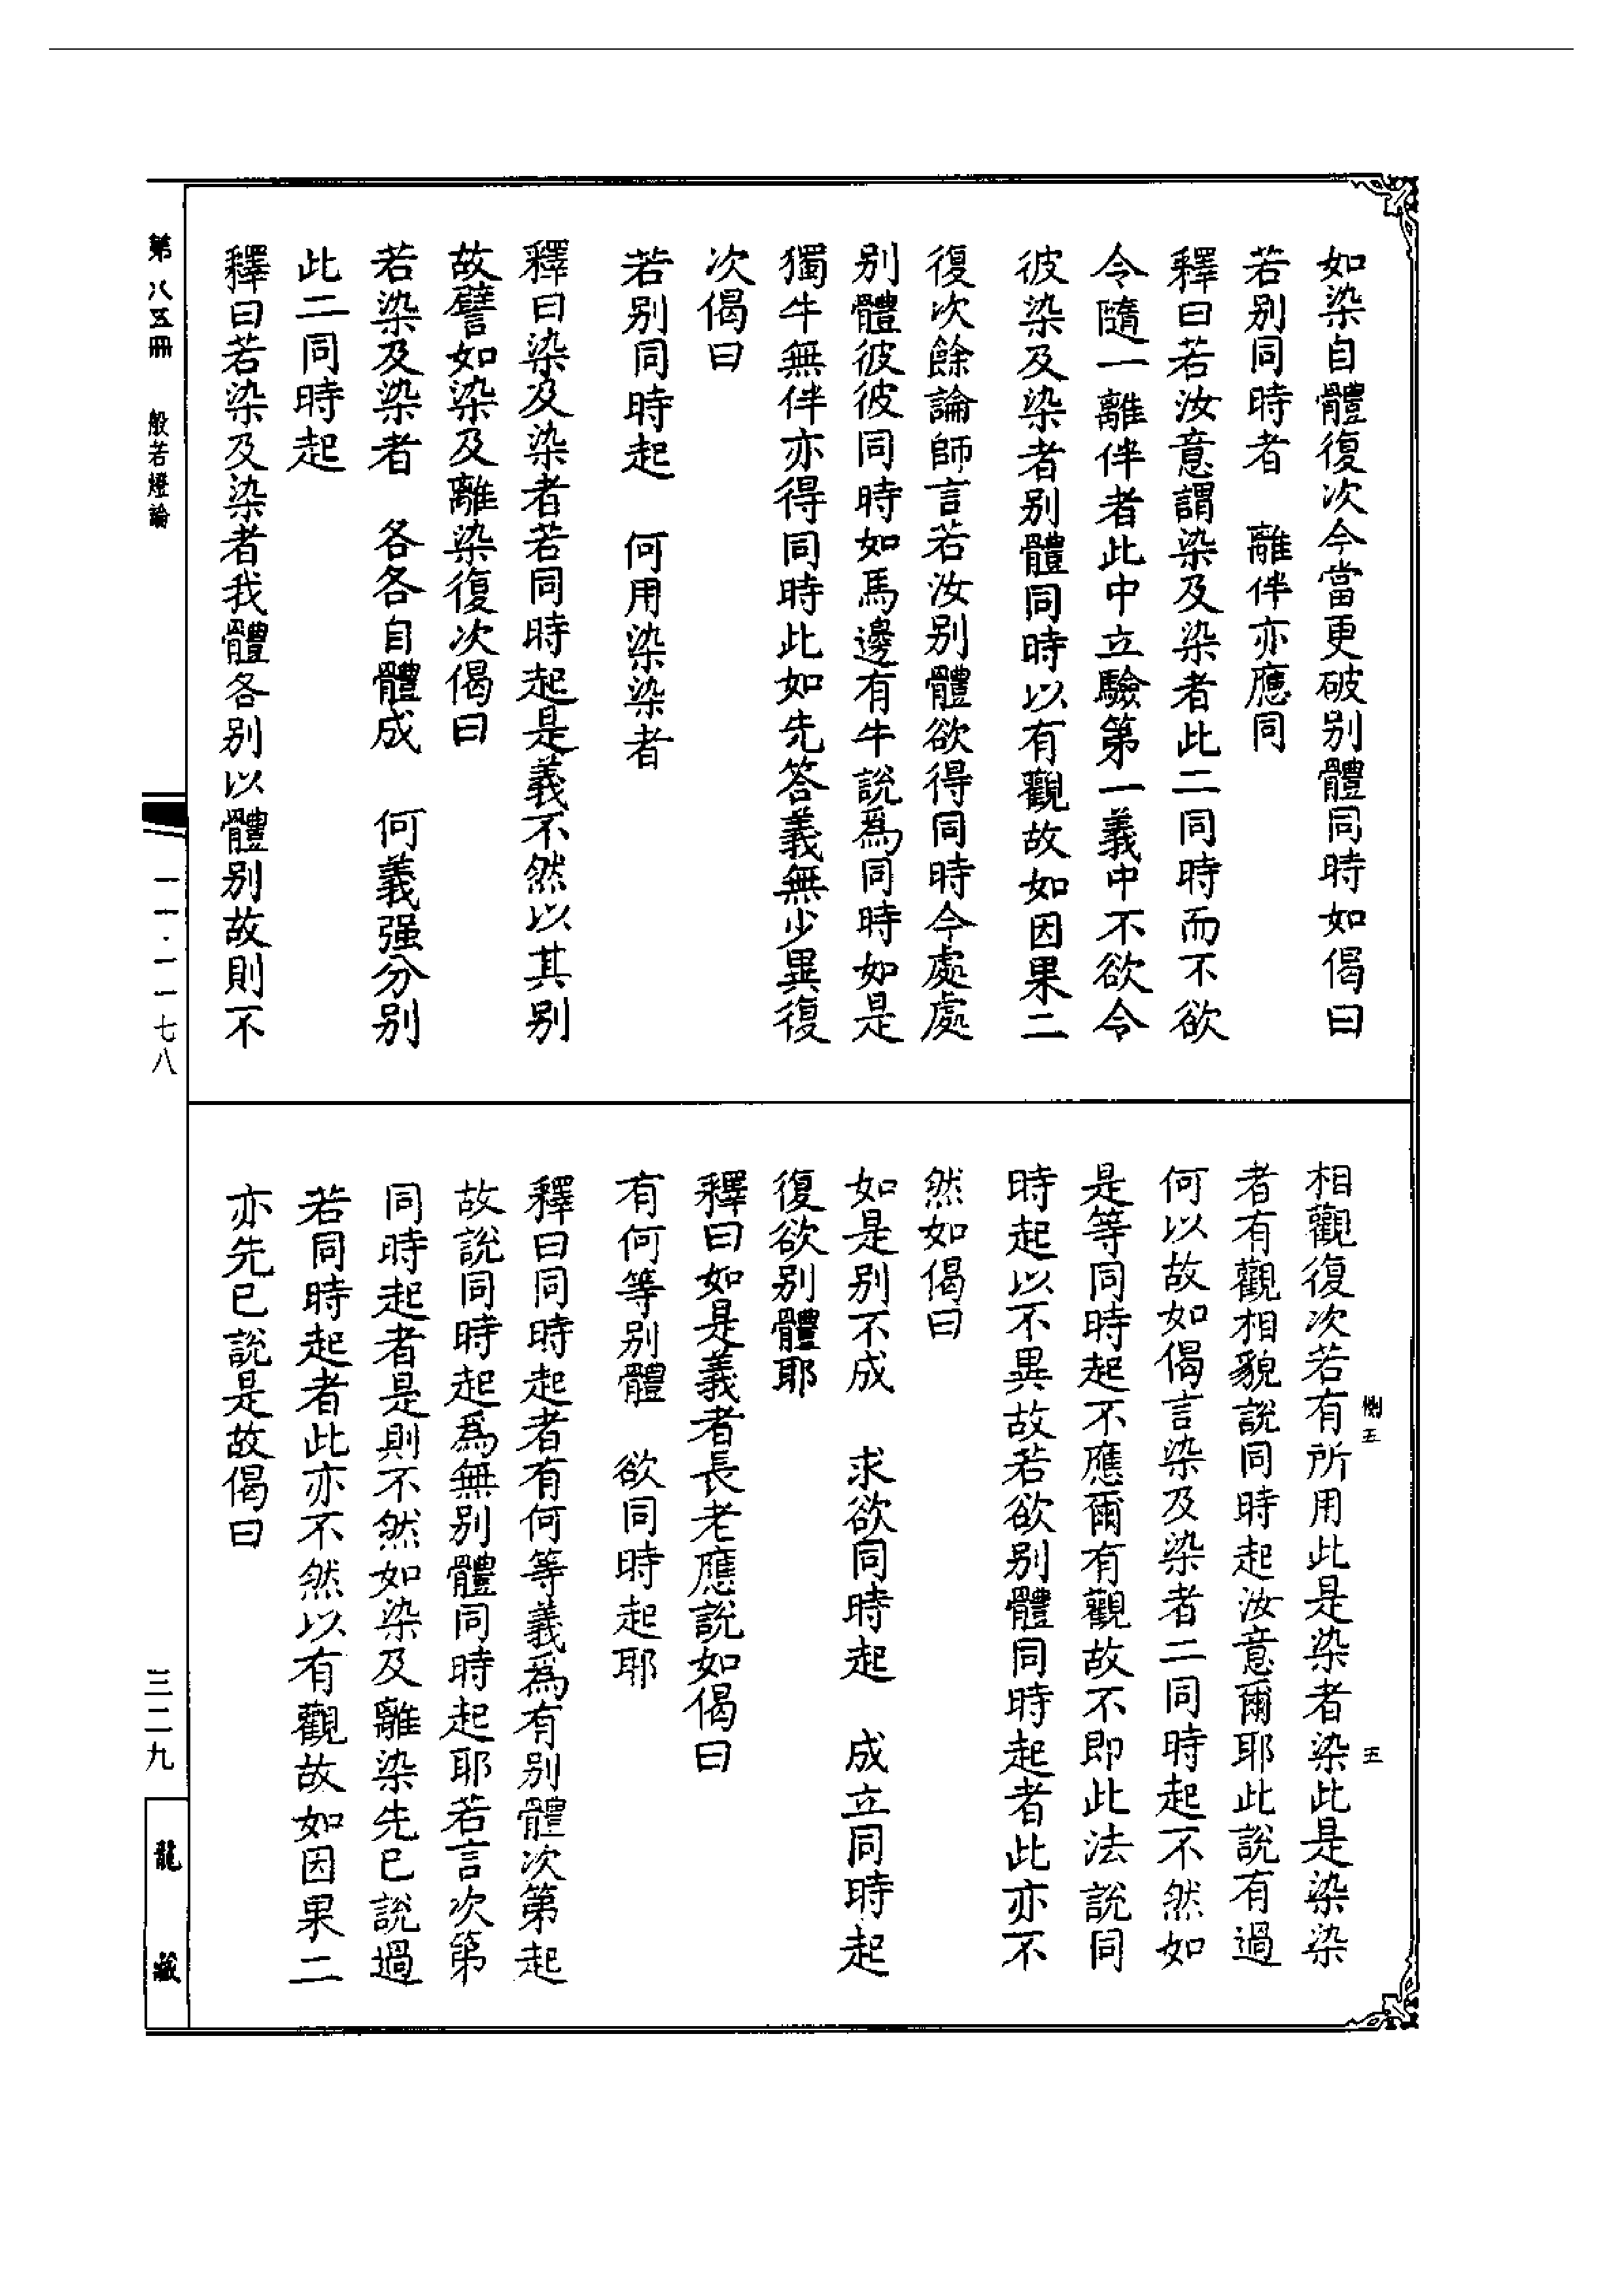 如染自體復次今當更破別體同時如偈曰
若別同時者　離伴亦應同
釋曰若汝意謂染及染者此二同時而不欲
令隨一離伴者此中立驗第一義中不欲令
彼染及染者別體同時以有觀故如因果二
復次餘論師言若汝別體欲得同時今處處
別體彼彼同時如馬邊有牛說爲同時如是
獨牛無伴亦得同時此如先答義無少異復
次偈曰
若別同時起　何用染染者
釋曰染及染者若同時起是義不然以其別
故譬如染及離染復次偈曰
若染及染者　各各自體成　何義强分別
此二同時起
釋曰若染及染者我體各別以體別故則不
相觀復次若有所用此是染者染此是染染
者有觀相貌說同時起汝意爾耶此說有過
何以故如偈言染及染者二同時起不然如
是等同時起不應爾有觀故不即此法說同
時起以不異故若欲別體同時起者此亦不
然如偈曰
如是別不成　求欲同時起　成立同時起
復欲別體耶
釋曰如是義者長老應說如偈曰
有何等別體　欲同時起耶
釋曰同時起者有何等義爲有別體次第起
故說同時起爲無別體同時起耶若言次第
同時起者是則不然如染及離染先已說過
若同時起者此亦不然以有觀故如因果二
亦先已說是故偈曰
五
五
第八五冊　般若燈論
一一·一一七八
三二九
龍藏